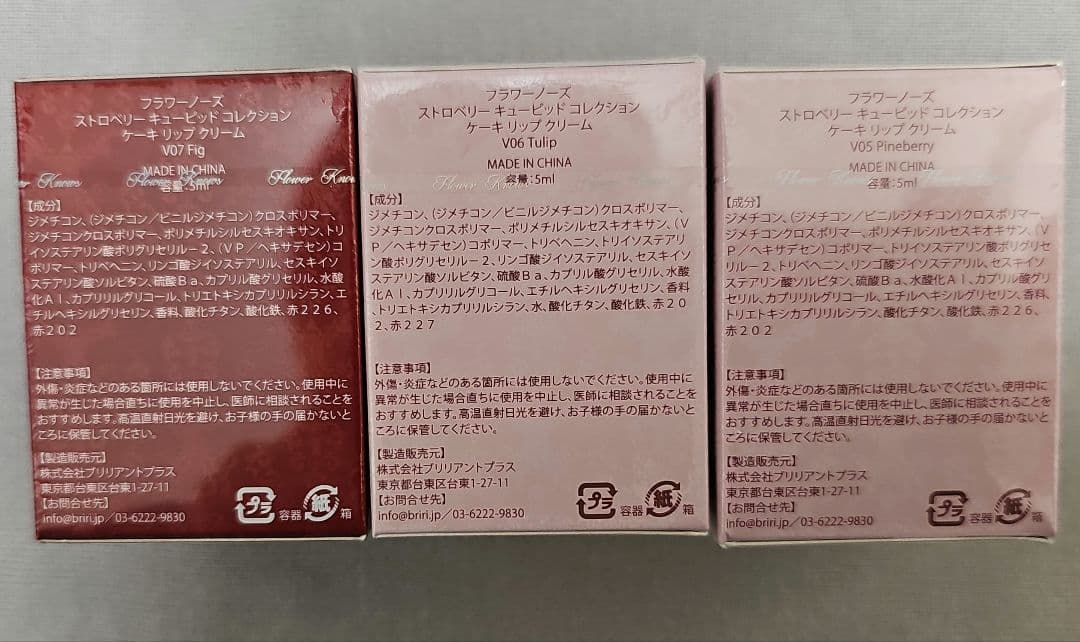 フラワーノーズ
ストロベリー キューピッド コレクション
ケーキ リップ クリーム
V07 Fig
MADE IN CHINA
容量:5ml
Flower Knows
Flower Knows
【成分】
ジメチコン、(ジメチコン/ビニルジメチコン)クロスポリマー、
ジメチコンクロスポリマー、ポリメチルシルセスキオキサン、トリ
イソステアリン酸ポリグリセリル-2、(VP/ヘキサデセン)コ
ポリマー、トリベヘニン、リンゴ酸ジイソステアリル、セスキイソ
ステアリン酸ソルビタン、硫酸Ba、カプリル酸グリセリル、水酸
化Al、カプリリルグリコール、トリエトキシカプリリルシラン、エ
チルヘキシルグリセリン、香料、酸化チタン、酸化鉄、赤226、
赤202
【注意事項】
外傷・炎症などのある箇所には使用しないでください。使用中に
異常が生じた場合直ちに使用を中止し、医師に相談されることを
おすすめします。高温直射日光を避け、お子様の手の届かないと
ころに保管してください。
【製造販売元】
株式会社ブリリアントプラス
東京都台東区台東1-27-11
【お問合せ先】
info@briri.jp/03-6222-9830
プラ 容器 紙 箱
フラワーノーズ
ストロベリー キューピッド コレクション
ケーキ リップ クリーム
V06 Tulip
MADE IN CHINA
容量:5ml
Flower Knows
【成分】
ジメチコン、(ジメチコン/ビニルジメチコン)クロスポリマー、
ジメチコンクロスポリマー、ポリメチルシルセスキオキサン、(V
P/ヘキサデセン)コポリマー、トリベヘニン、トリイソステアリ
ン酸ポリグリセリル-2、リンゴ酸ジイソステアリル、セスキイソ
ステアリン酸ソルビタン、硫酸Ba、カプリル酸グリセリル、水酸
化Al、カプリリルグリコール、エチルヘキシルグリセリン、香料
、トリエトキシカプリリルシラン、水、酸化チタン、酸化鉄、赤20
2、赤227
【注意事項】
外傷・炎症などのある箇所には使用しないでください。使用中に
異常が生じた場合直ちに使用を中止し、医師に相談されることを
おすすめします。高温直射日光を避け、お子様の手の届かないと
ころに保管してください。
【製造販売元】
株式会社ブリリアントプラス
東京都台東区台東1-27-11
【お問合せ先】
info@briri.jp/03-6222-9830
プラ 容器 紙 箱
フラワーノーズ
ストロベリー キューピッド コレクション
ケーキ リップ クリーム
V05 Pineberry
MADE IN CHINA
容量:5ml
Flower Knows
【成分】
ジメチコン、(ジメチコン/ビニルジメチコン)クロスポリマー、
ジメチコンクロスポリマー、ポリメチルシルセスキオキサン、(V
P/ヘキサデセン)コポリマー、トリイソステアリン酸ポリグリセ
リル-2、トリベヘニン、リンゴ酸ジイソステアリル、セスキイソ
ステアリン酸ソルビタン、硫酸Ba、水酸化Al、カプリル酸グリ
セリル、カプリリルグリコール、エチルヘキシルグリセリン、香料、
トリエトキシカプリリルシラン、酸化チタン、酸化鉄、赤226、
赤202
【注意事項】
外傷・炎症などのある箇所には使用しないでください。使用中に
異常が生じた場合直ちに使用を中止し、医師に相談されることを
おすすめします。高温直射日光を避け、お子様の手の届かないと
ころに保管してください。
【製造販売元】
株式会社ブリリアントプラス
東京都台東区台東1-27-11
【お問合せ先】
info@briri.jp/03-6222-9830
プラ 容器 紙 箱